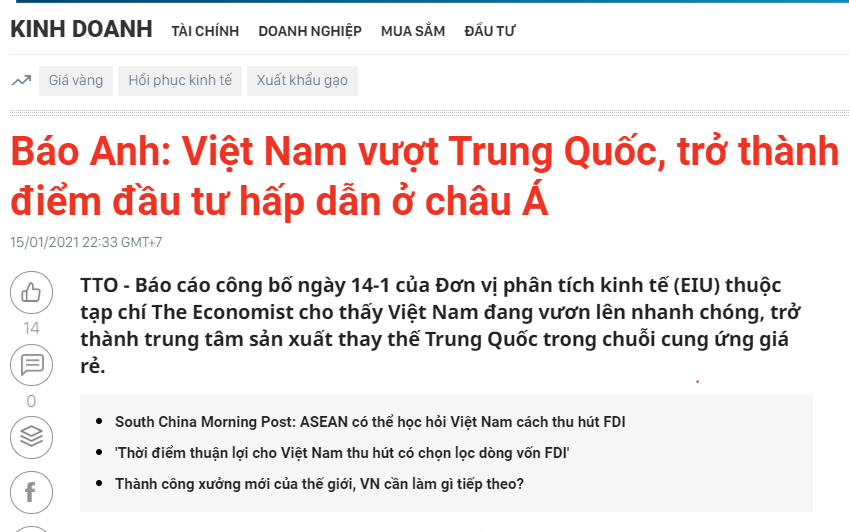 KINH DOANH TÀI CHÍNH DOANH NGHIỆP MUA SẮM ĐẦU TƯ
Giá vàng Hồi phục kinh tế Xuất khẩu gạo
Báo Anh: Việt Nam vượt Trung Quốc, trở thành
điểm đầu tư hấp dẫn ở châu Á
15/01/2021 22:33 GMT+7
TTO - Báo cáo công bố ngày 14-1 của Đơn vị phân tích kinh tế (EIU) thuộc
tạp chí The Economist cho thấy Việt Nam đang vươn lên nhanh chóng, trở
thành trung tâm sản xuất thay thế Trung Quốc trong chuỗi cung ứng giá
rẻ.
14
0
South China Morning Post: ASEAN có thể học hỏi Việt Nam cách thu hút FDI
'Thời điểm thuận lợi cho Việt Nam thu hút có chọn lọc dòng vốn FDI'
Thành công xưởng mới của thế giới, VN cần làm gì tiếp theo?